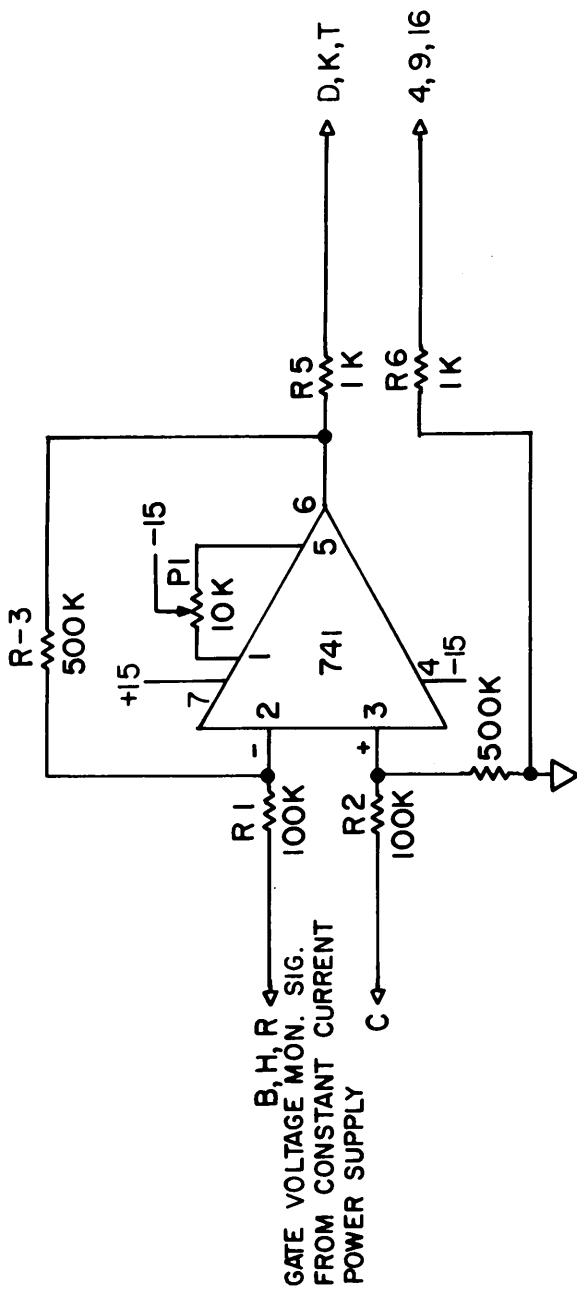 R-3
500K
-15
P1
10K
+15
7
1
5
6
2
-
741
3
+
4
-15
R1
100K
R2
100K
500K
R5
1K
D, K, T
R6
1K
4, 9, 16
B, H, R
GATE VOLTAGE MON. SIG.
FROM CONSTANT CURRENT
POWER SUPPLY
C